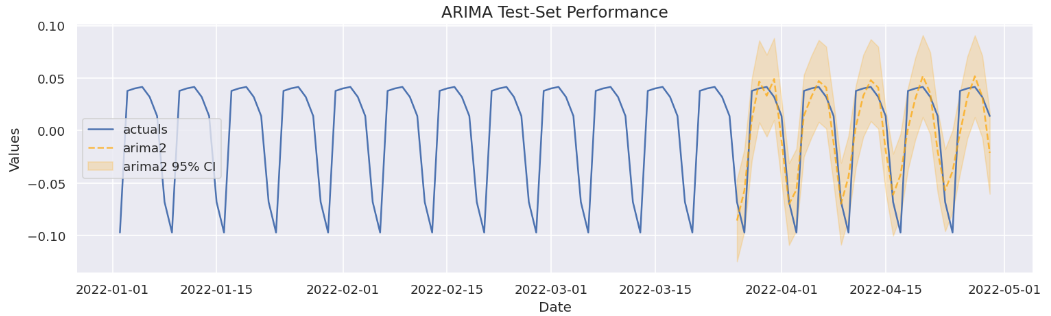 ARIMA Test-Set Performance
0.10
0.05
0.00
−0.05
−0.10
Values
actuals
arima2
arima2 95% CI
2022-01-01 2022-01-15 2022-02-01 2022-02-15 2022-03-01 2022-03-15 2022-04-01 2022-04-15 2022-05-01
Date